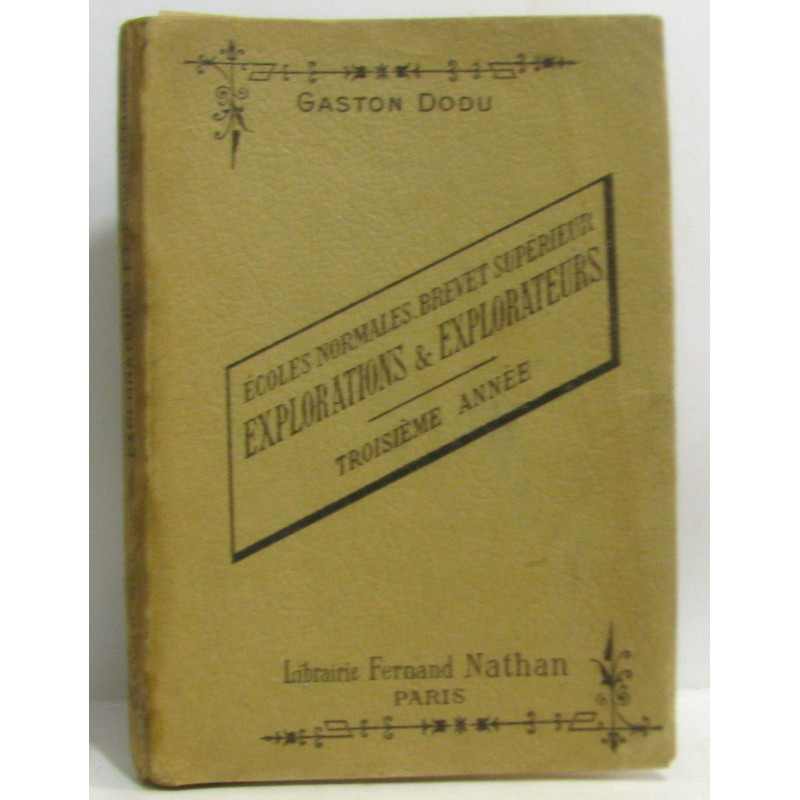 GASTON DODU
ÉCOLES NORMALES. BREVET SUPÉRIEUR
EXPLORATIONS & EXPLORATEURS
TROISIÈME ANNÉE
Librairie Fernand Nathan
PARIS